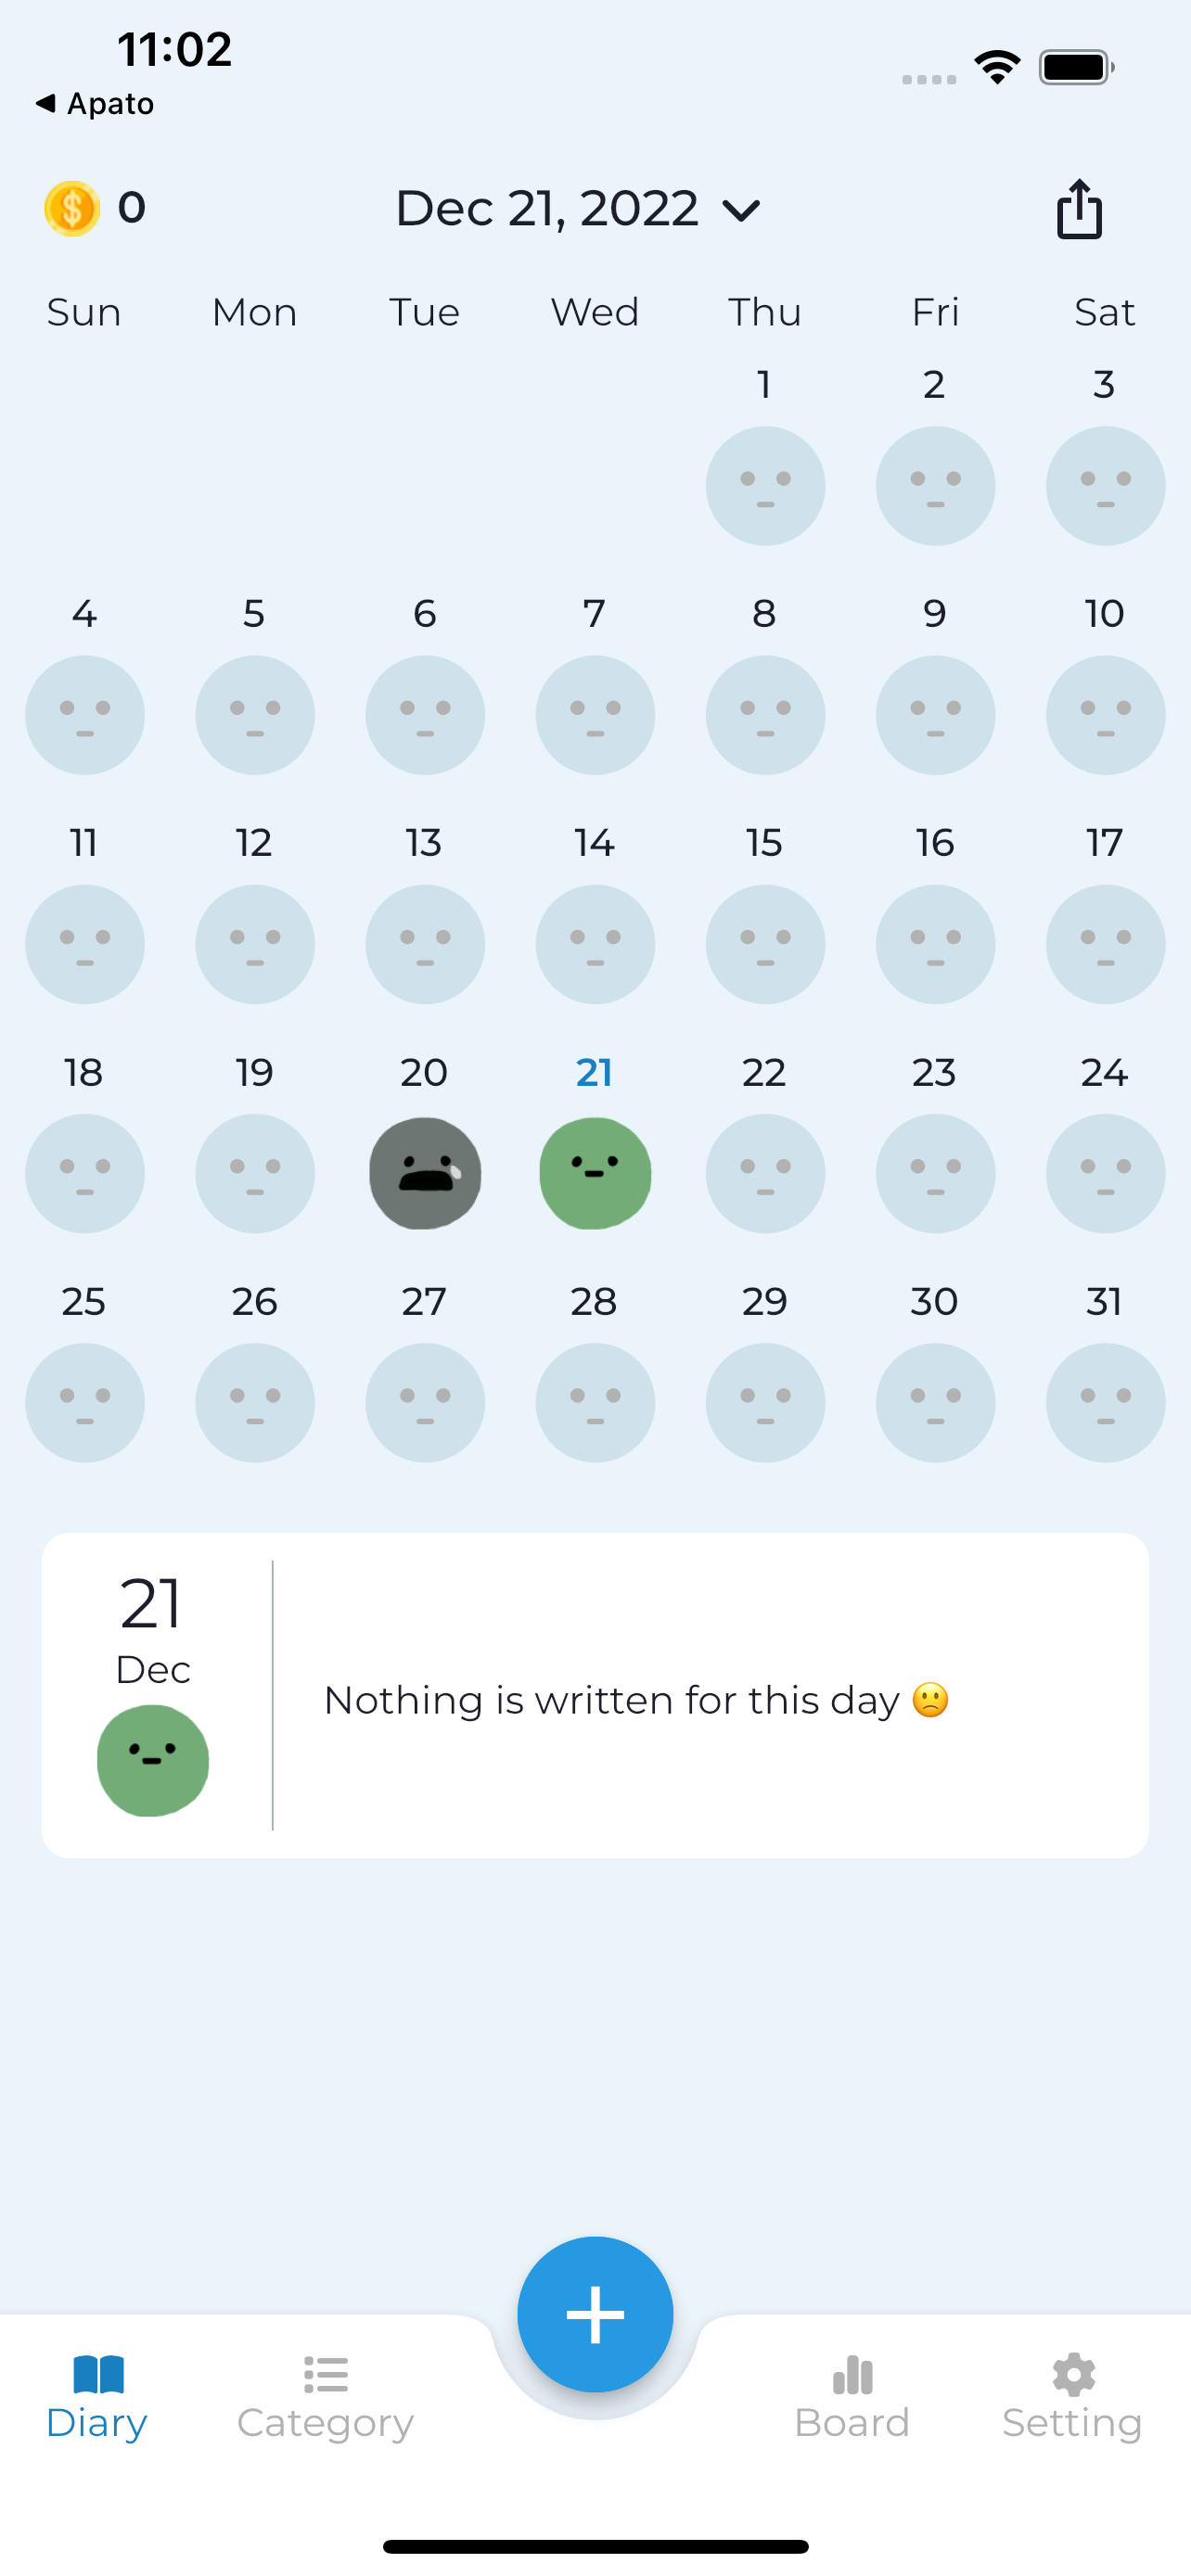 11:02
◀ Apato
0 Dec 21, 2022
Sun Mon Tue Wed Thu Fri Sat
1 2 3
4 5 6 7 8 9 10
11 12 13 14 15 16 17
18 19 20 21 22 23 24
25 26 27 28 29 30 31
21
Dec
Nothing is written for this day 🙁
Diary Category Board Setting